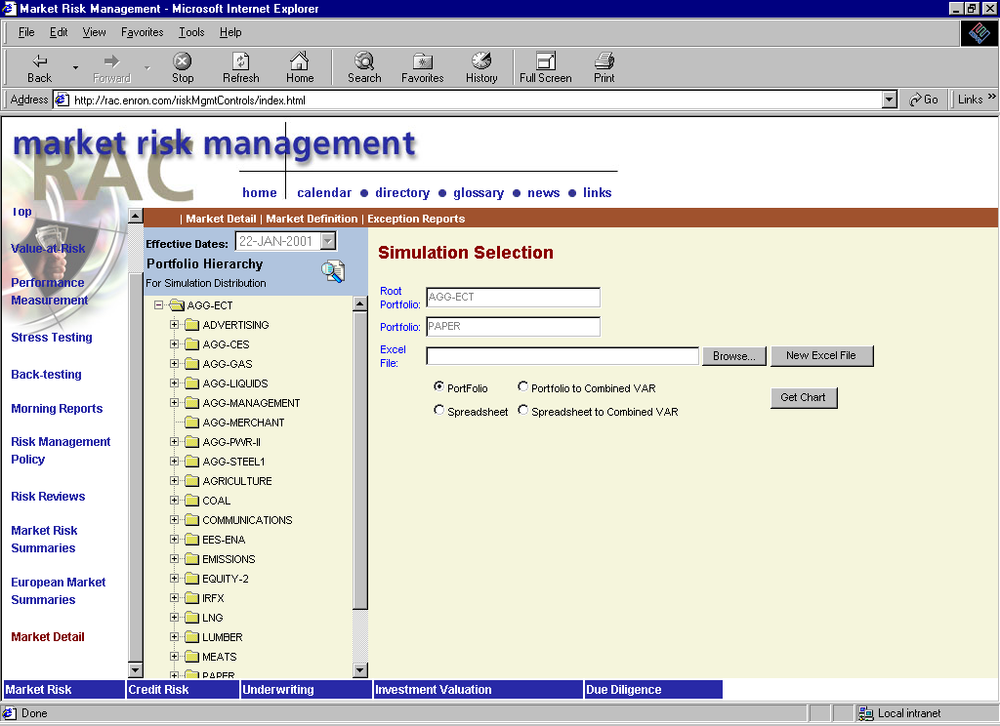 Market Risk Management - Microsoft Internet Explorer
File Edit View Favorites Tools Help
Back Forward Stop Refresh Home Search Favorites History Full Screen Print
Address http://rac.enron.com/riskMgmtControls/index.html Go Links »
RAC
market risk management
home calendar directory glossary news links
Top
Value-at-Risk
Performance
Measurement
Stress Testing
Back-testing
Morning Reports
Risk Management
Policy
Risk Reviews
Market Risk
Summaries
European Market
Summaries
Market Detail
| Market Detail | Market Definition | Exception Reports
Effective Dates: 22-JAN-2001
Portfolio Hierarchy
For Simulation Distribution
AGG-ECT
ADVERTISING
AGG-CES
AGG-GAS
AGG-LIQUIDS
AGG-MANAGEMENT
AGG-MERCHANT
AGG-PWR-II
AGG-STEEL1
AGRICULTURE
COAL
COMMUNICATIONS
EES-ENA
EMISSIONS
EQUITY-2
IRFX
LNG
LUMBER
MEATS
PAPER
Simulation Selection
Root
Portfolio: AGG-ECT
Portfolio: PAPER
Excel
File: Browse... New Excel File
PortFolio Portfolio to Combined VAR
Spreadsheet Spreadsheet to Combined VAR
Get Chart
Market Risk Credit Risk Underwriting Investment Valuation Due Diligence
Done Local intranet